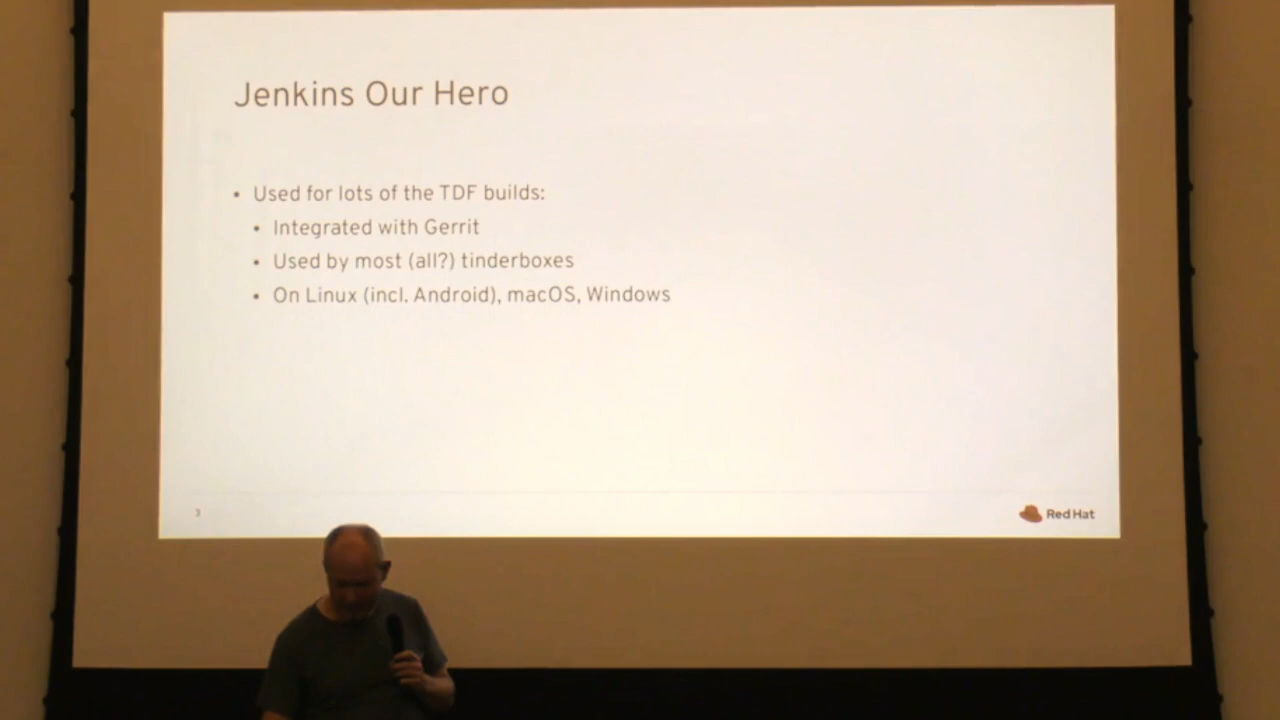 Jenkins Our Hero
• Used for lots of the TDF builds:
• Integrated with Gerrit
• Used by most (all?) tinderboxes
• On Linux (incl. Android), macOS, Windows
3
Red Hat